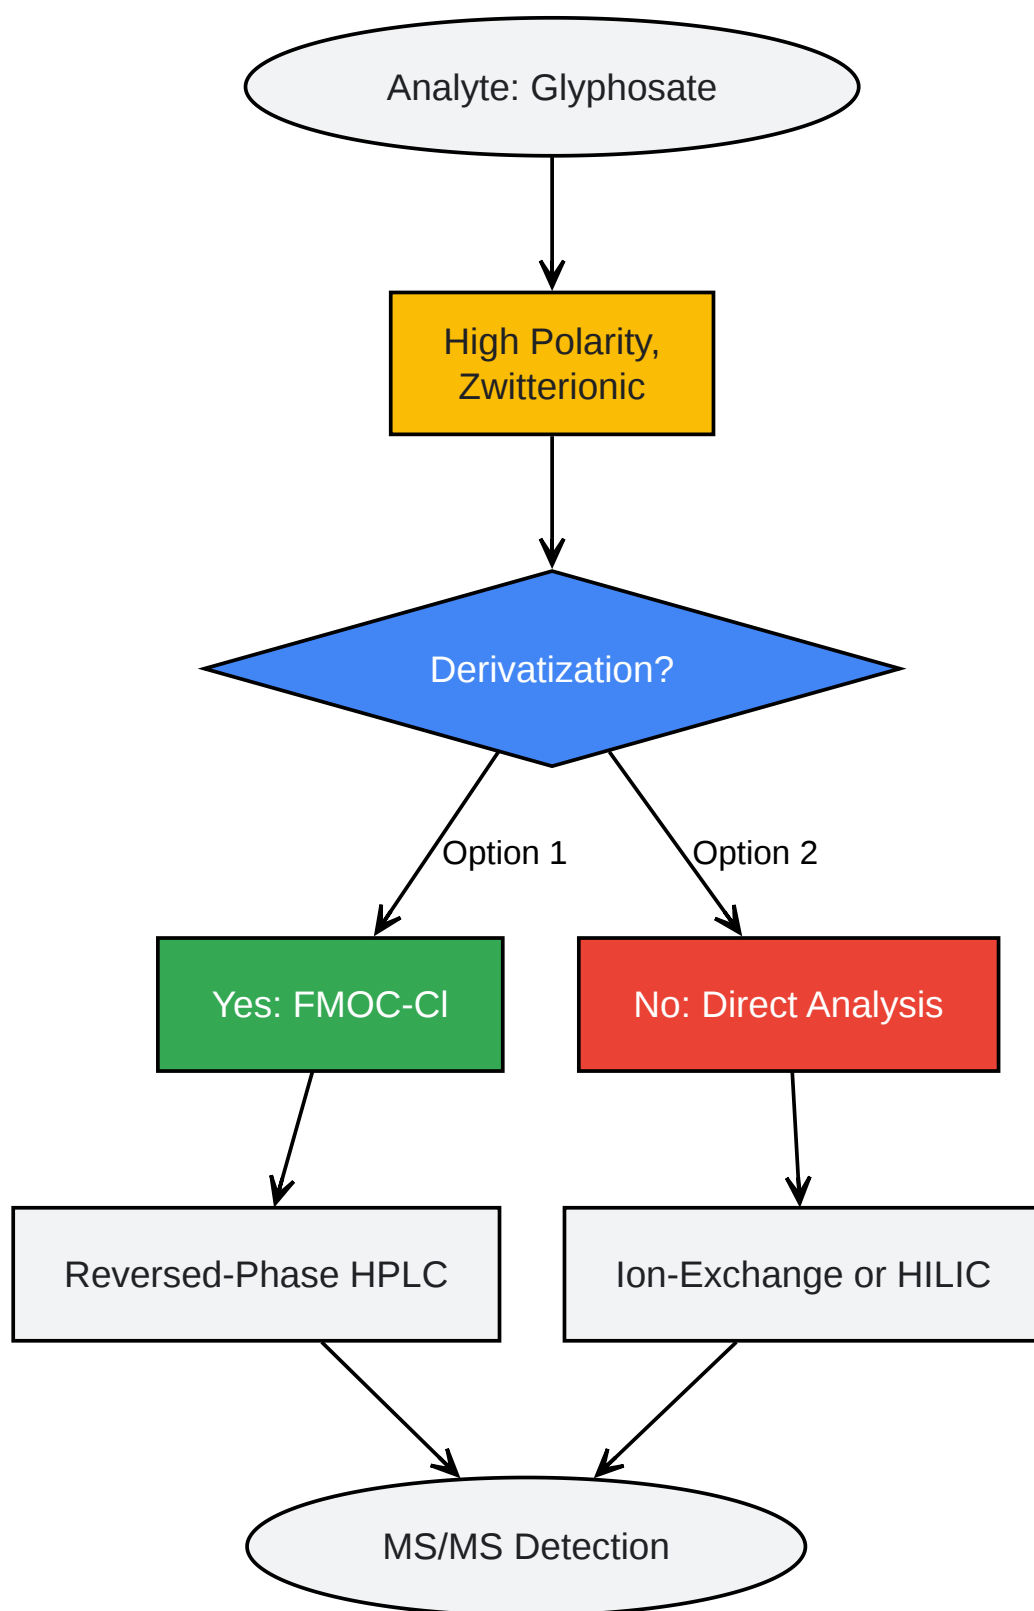 Analyte: Glyphosate
High Polarity,
Zwitterionic
Derivatization?
Option 1
Option 2
Yes: FMOC-Cl
No: Direct Analysis
Reversed-Phase HPLC
Ion-Exchange or HILIC
MS/MS Detection